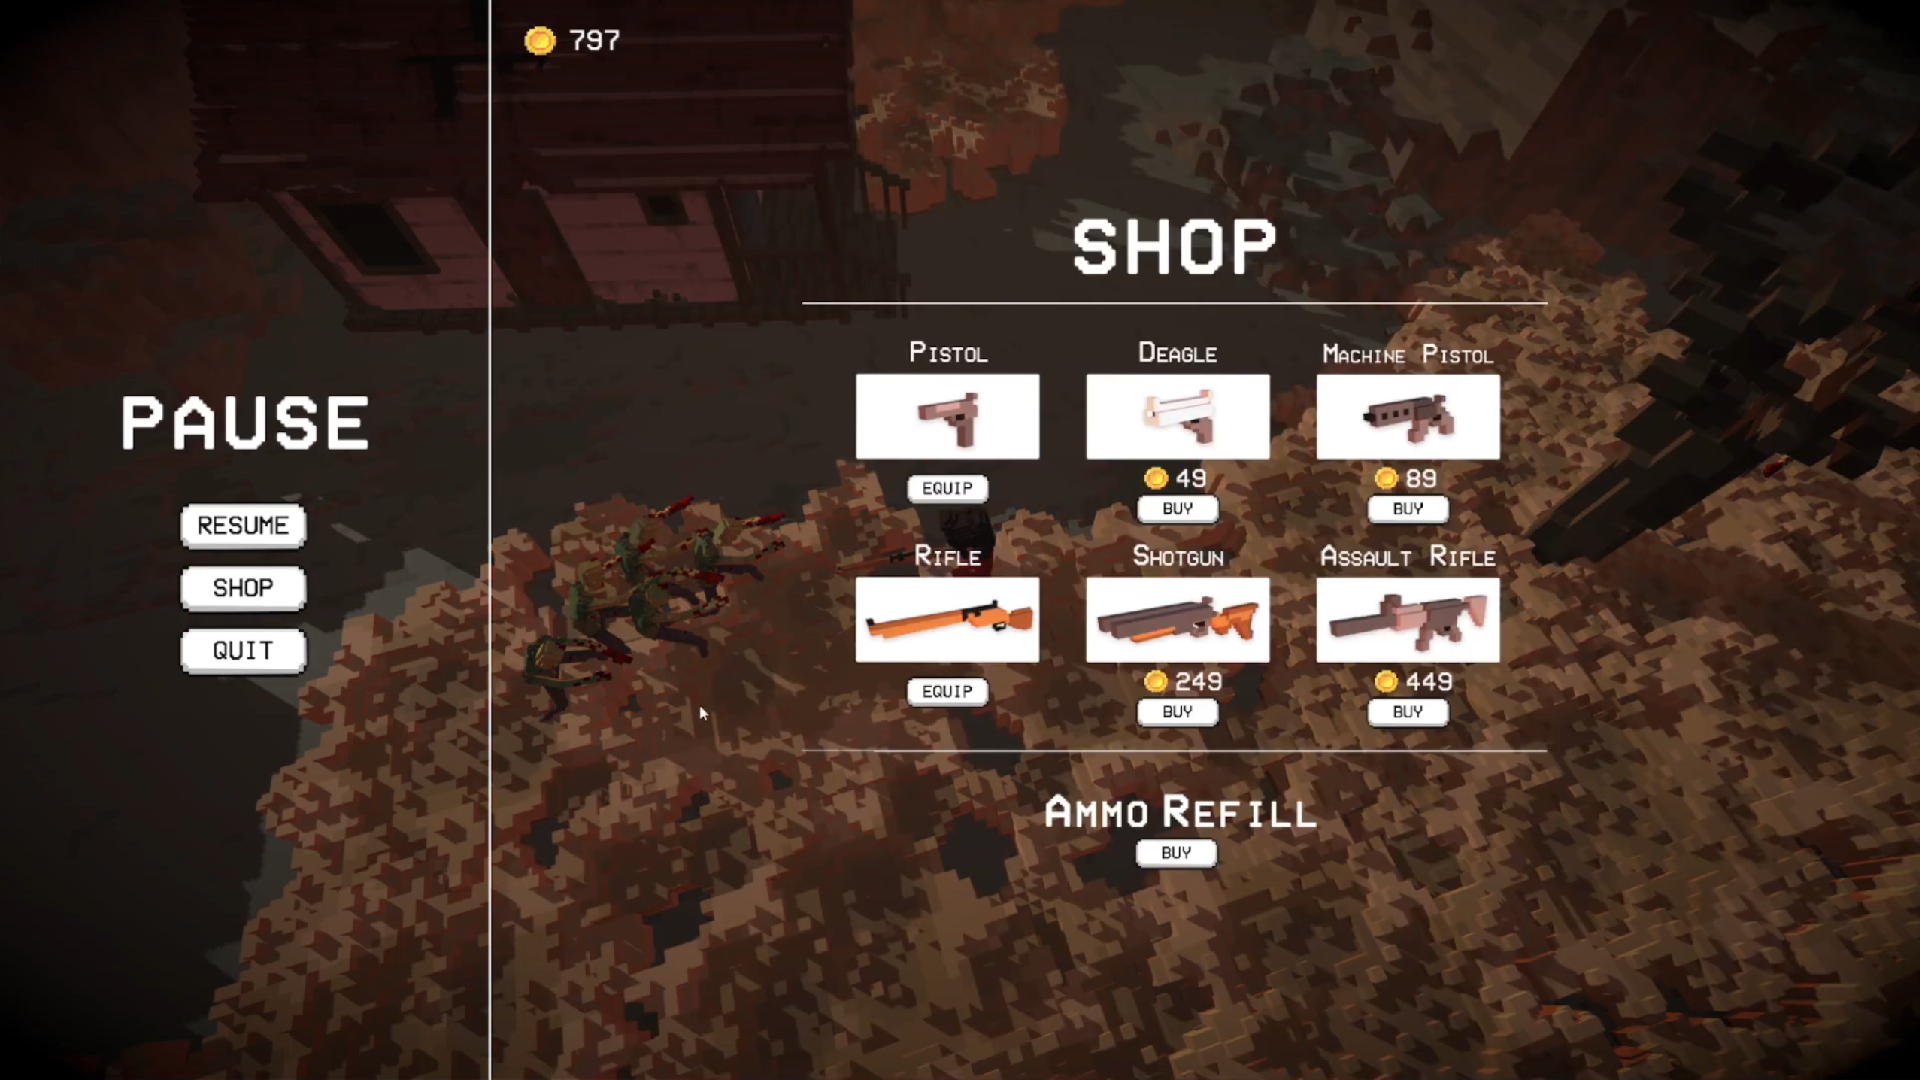 797
SHOP
PAUSE
RESUME
SHOP
QUIT
Pistol
Deagle
Machine Pistol
EQUIP
49
BUY
89
BUY
Rifle
Shotgun
Assault Rifle
EQUIP
249
BUY
449
BUY
Ammo Refill
BUY